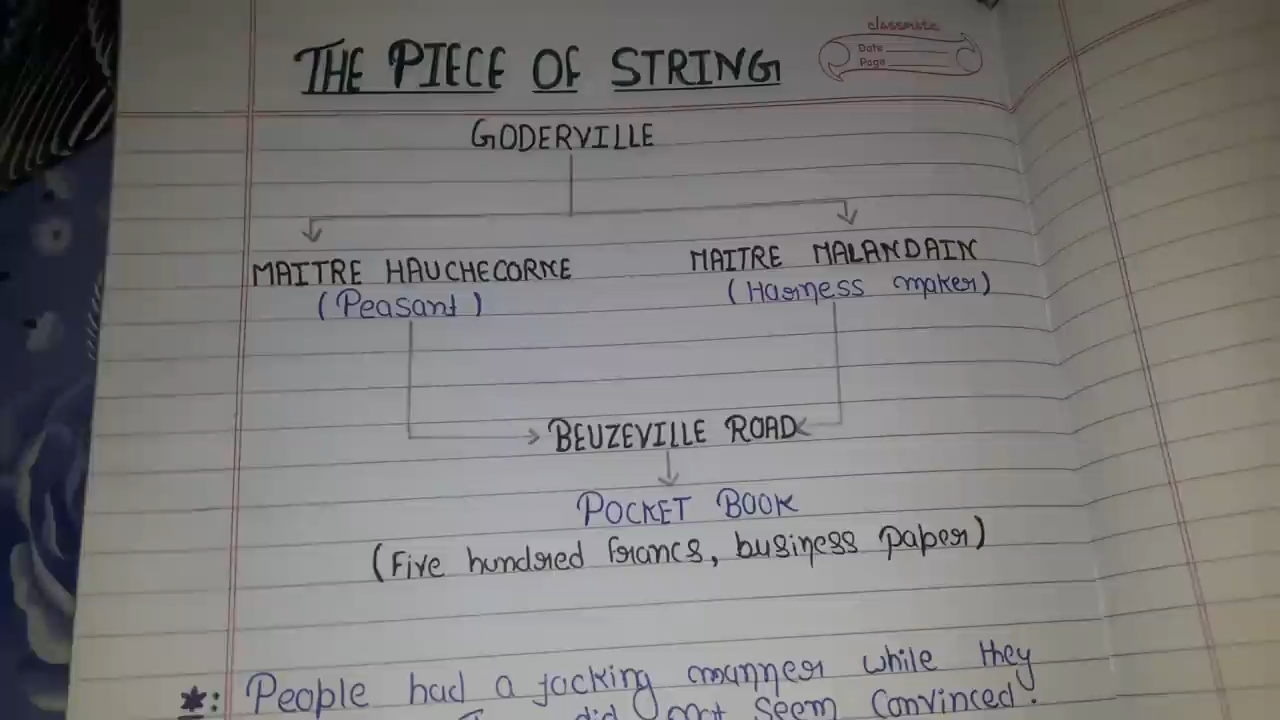 classmate
Date
Page
THE PIECE OF STRING
GODERVILLE
MAITRE HAUCHECORNE
MAITRE MALANDAIN
(Peasant)
(Harness maker)
BEUZEVILLE ROAD
POCKET BOOK
(Five hundred francs, business paper)
*: People had a jocking manner while they
did not seem convinced.